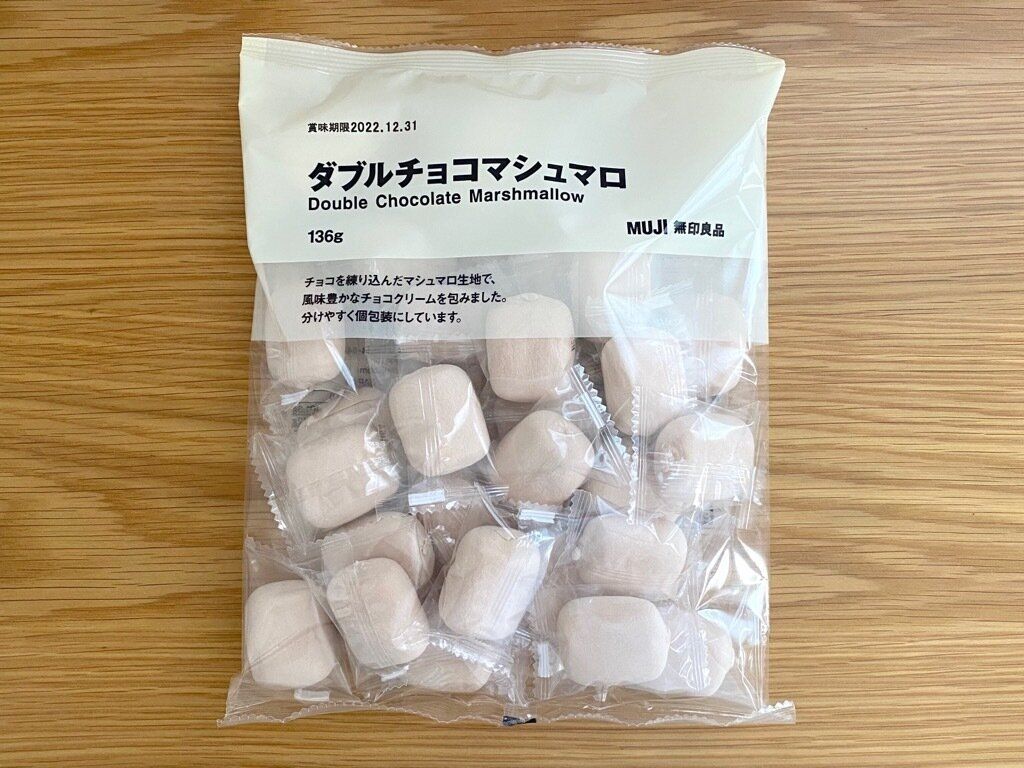 賞味期限2022.12.31
ダブルチョコマシュマロ
Double Chocolate Marshmallow
136g
MUJI 無印良品
チョコを練り込んだマシュマロ生地で、
風味豊かなチョコクリームを包みました。
分けやすく個包装にしています。